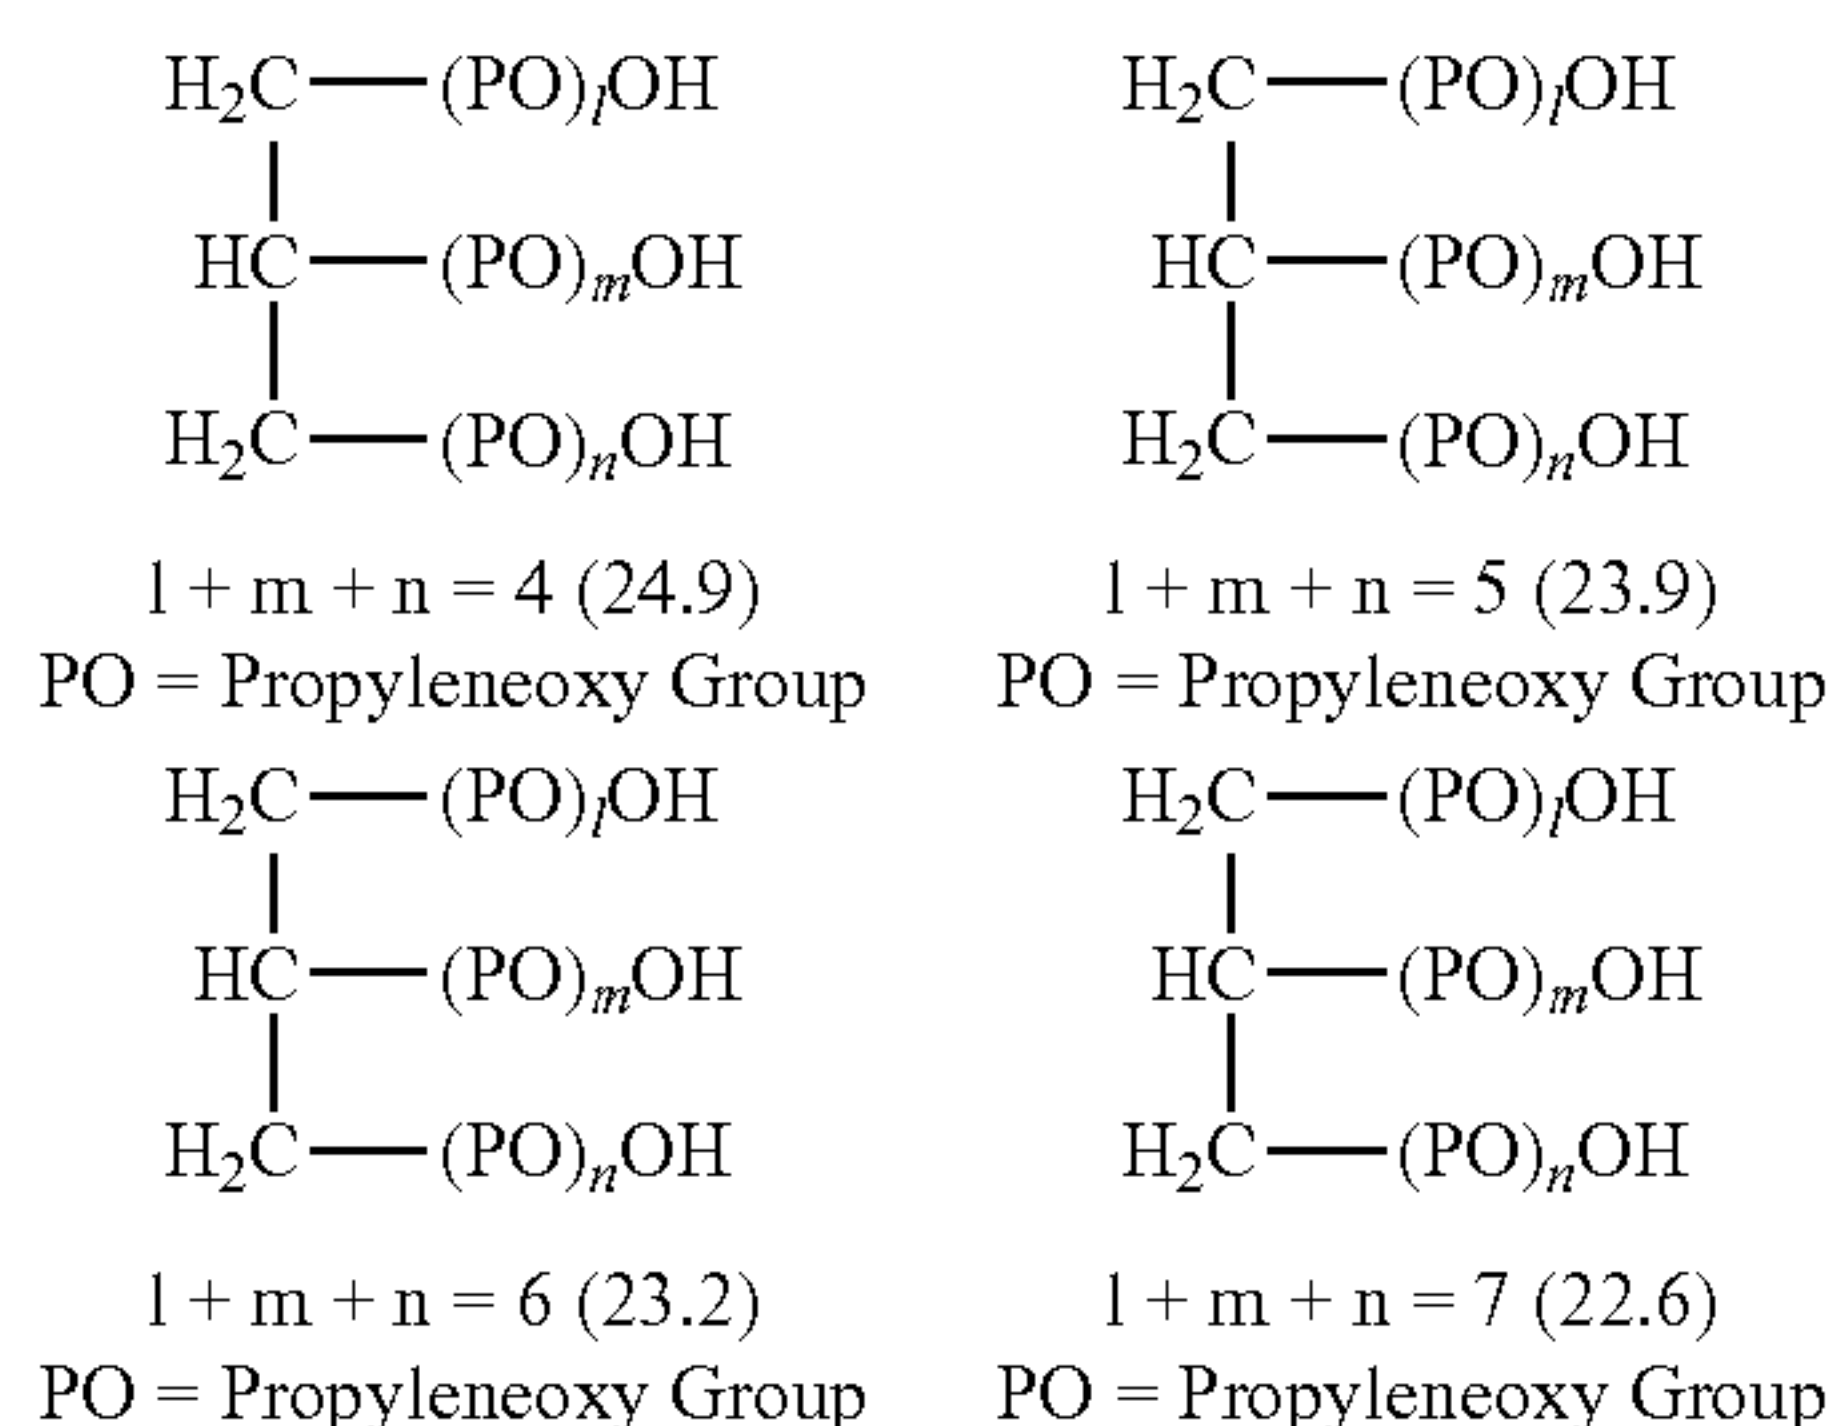 H₂C—(PO)ₗOH H₂C—(PO)ₗOH
HC—(PO)ₘOH HC—(PO)ₘOH
H₂C—(PO)ₙOH H₂C—(PO)ₙOH
l + m + n = 4 (24.9) l + m + n = 5 (23.9)
PO = Propyleneoxy Group PO = Propyleneoxy Group
H₂C—(PO)ₗOH H₂C—(PO)ₗOH
HC—(PO)ₘOH HC—(PO)ₘOH
H₂C—(PO)ₙOH H₂C—(PO)ₙOH
l + m + n = 6 (23.2) l + m + n = 7 (22.6)
PO = Propyleneoxy Group PO = Propyleneoxy Group